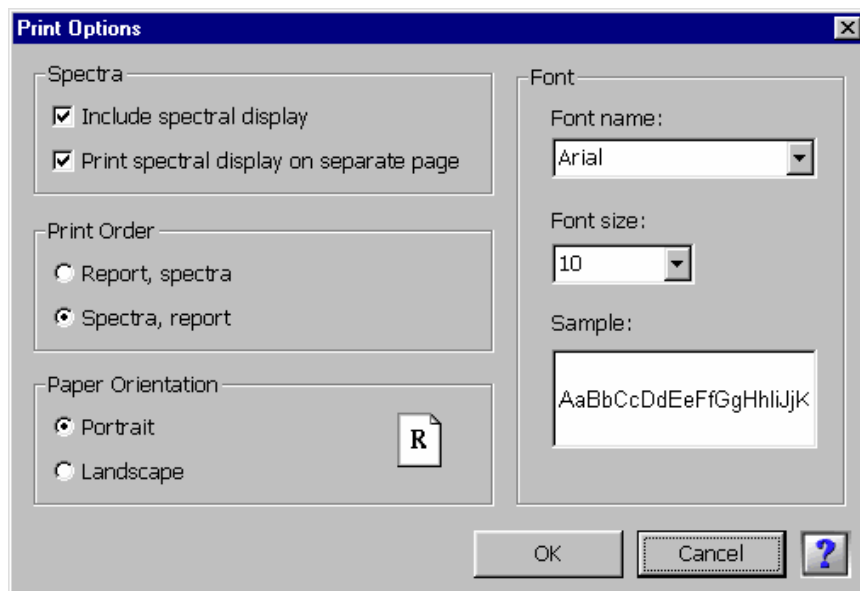 Print Options
Spectra
Include spectral display
Print spectral display on separate page
Print Order
Report, spectra
Spectra, report
Paper Orientation
Portrait
Landscape
R
Font
Font name:
Arial
Font size:
10
Sample:
AaBbCcDdEeFfGgHhIiJjK
OK
Cancel
?